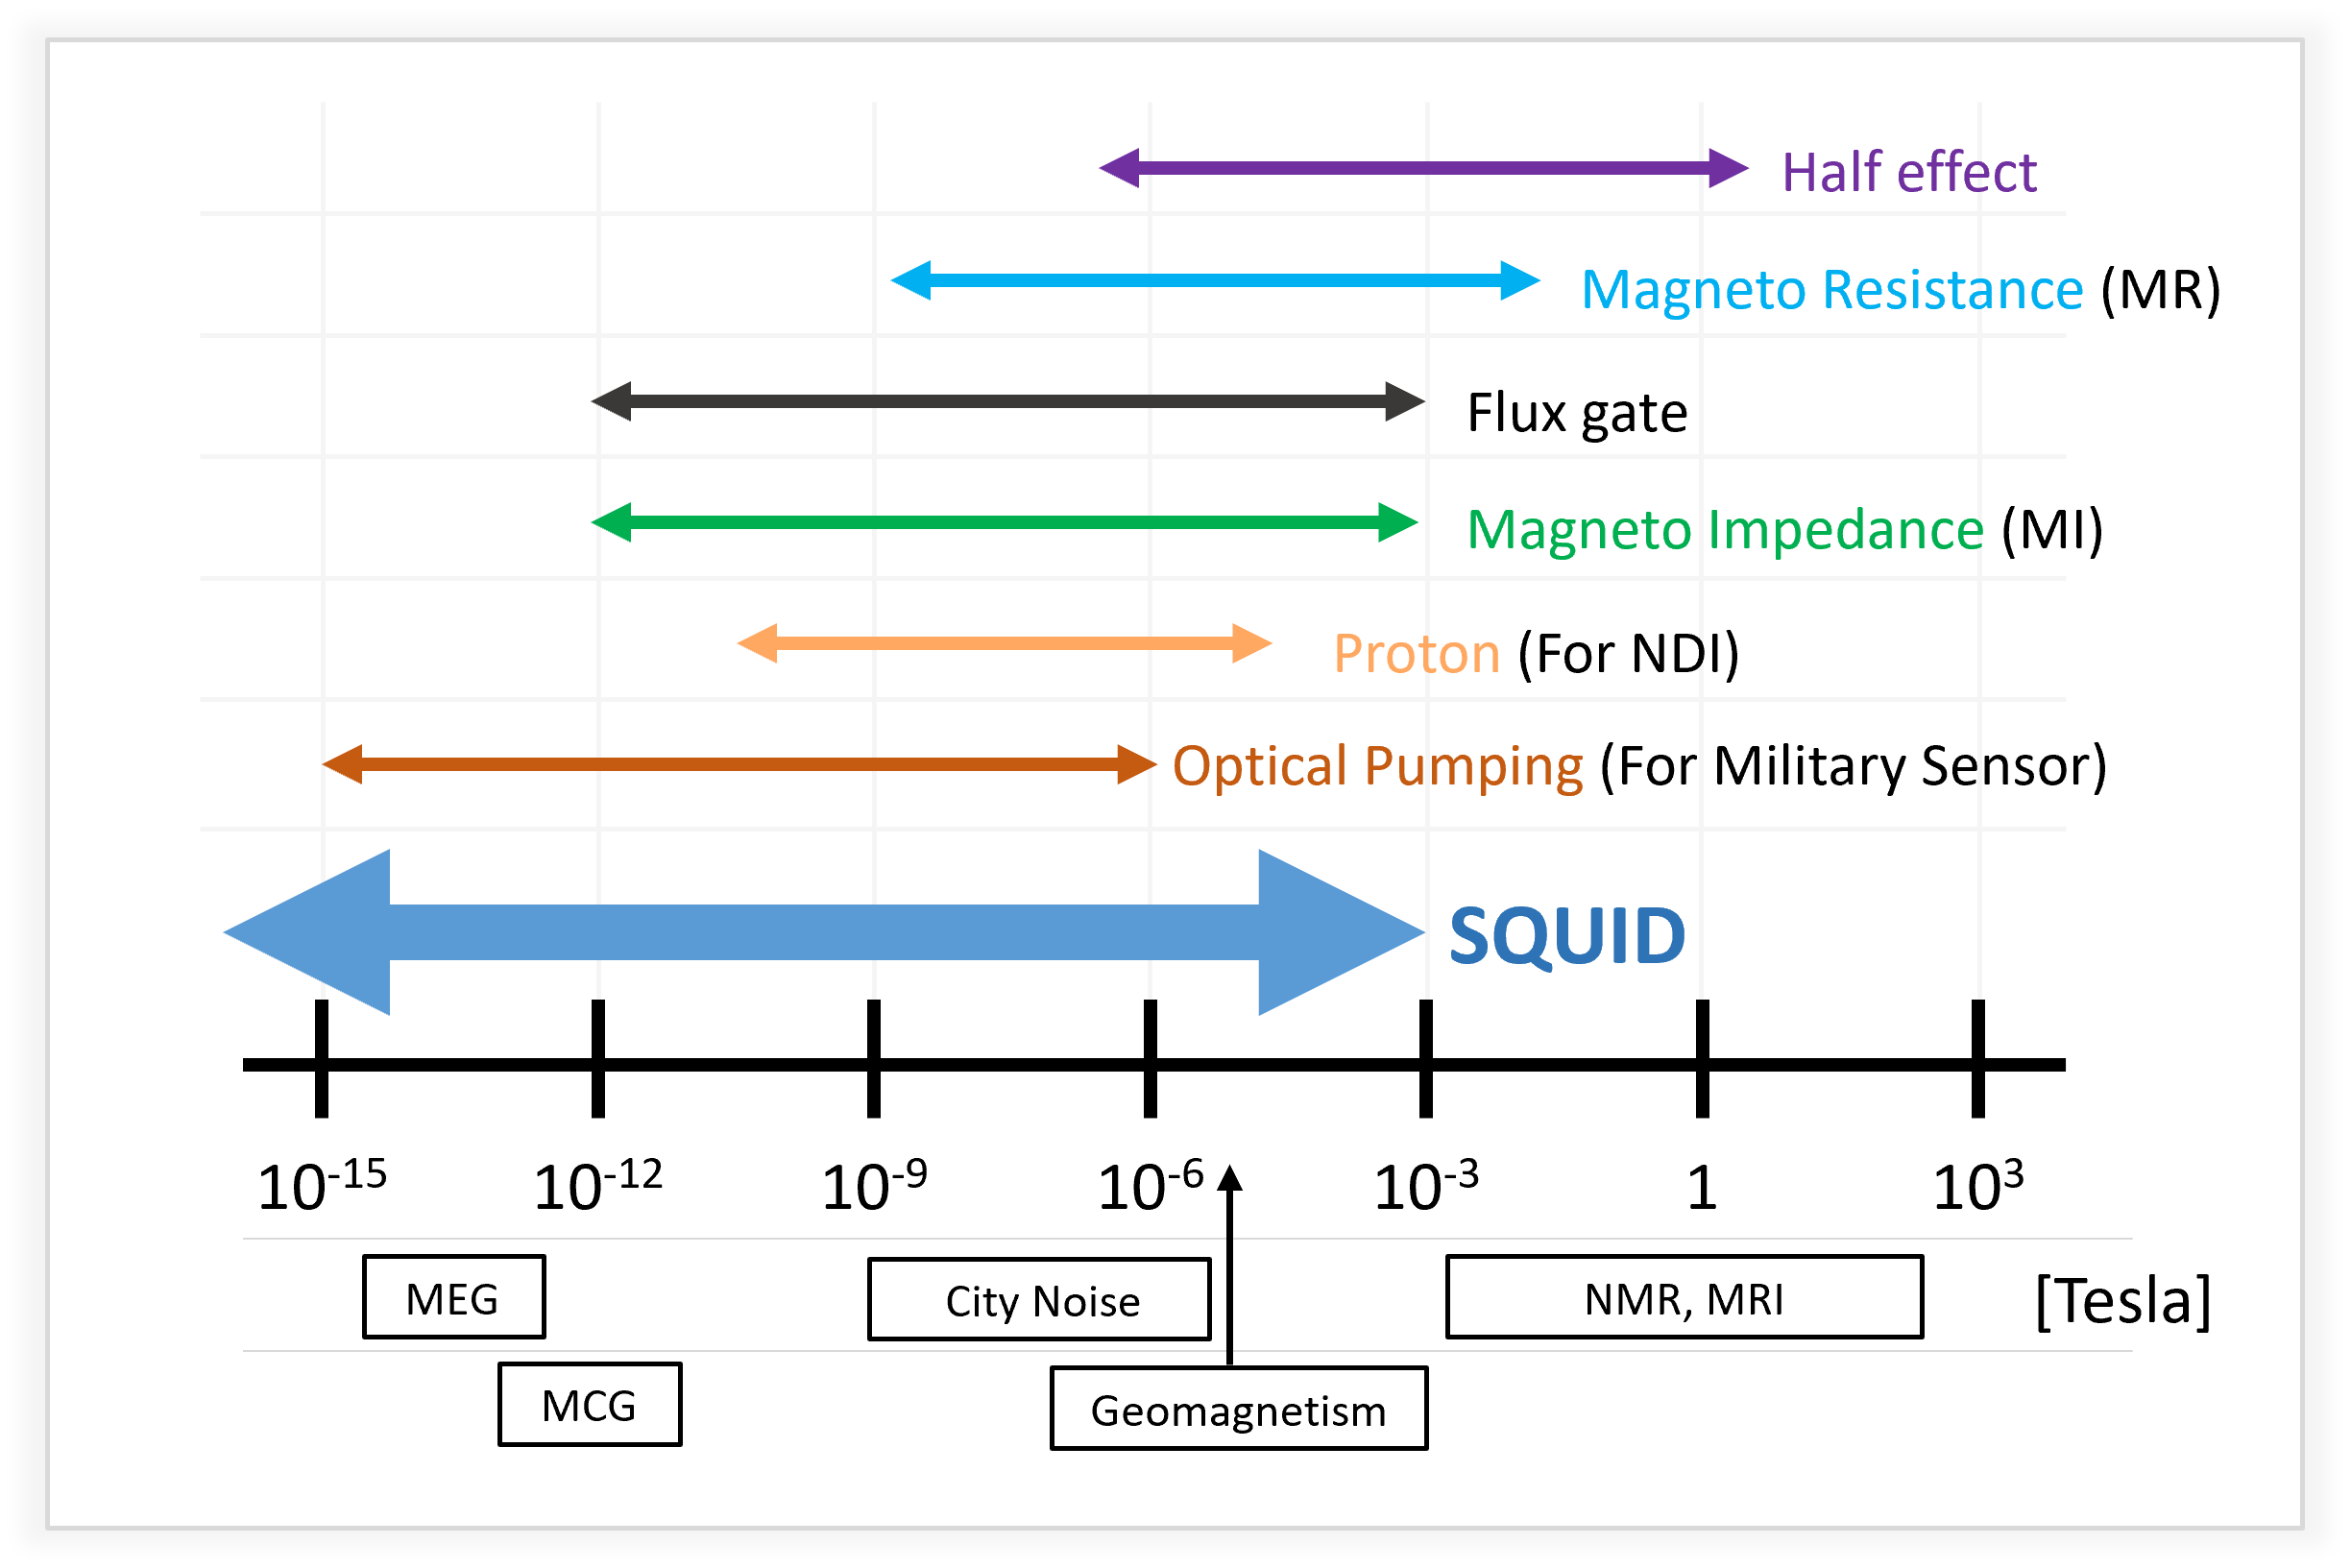 Half effect
Magneto Resistance (MR)
Flux gate
Magneto Impedance (MI)
Proton (For NDI)
Optical Pumping (For Military Sensor)
SQUID
10⁻¹⁵ 10⁻¹² 10⁻⁹ 10⁻⁶ 10⁻³ 1 10³
MEG City Noise NMR, MRI [Tesla]
MCG Geomagnetism